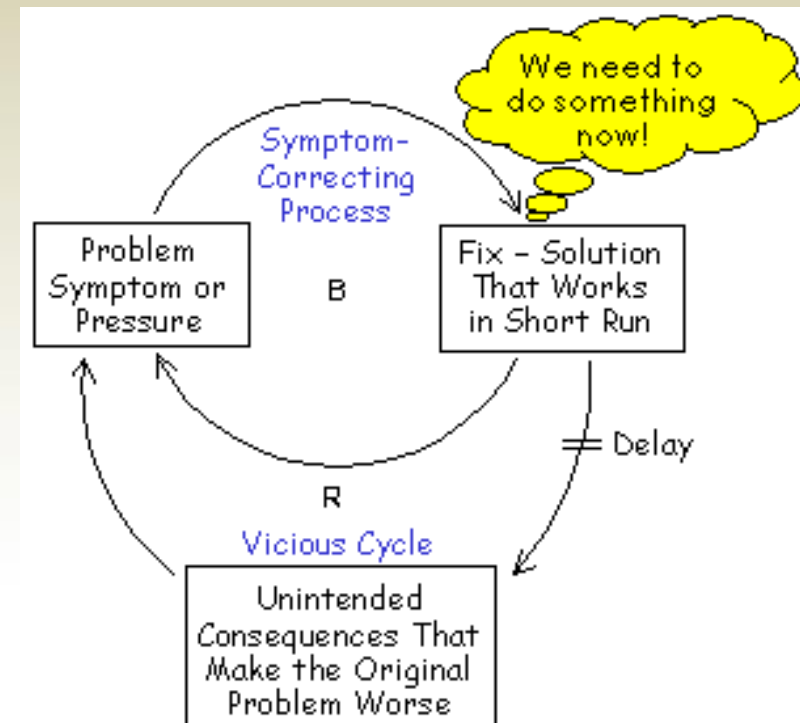 We need to
do something
now!
Symptom-
Correcting
Process
Problem
Symptom or
Pressure
B
Fix – Solution
That Works
in Short Run
Delay
R
Vicious Cycle
Unintended
Consequences That
Make the Original
Problem Worse